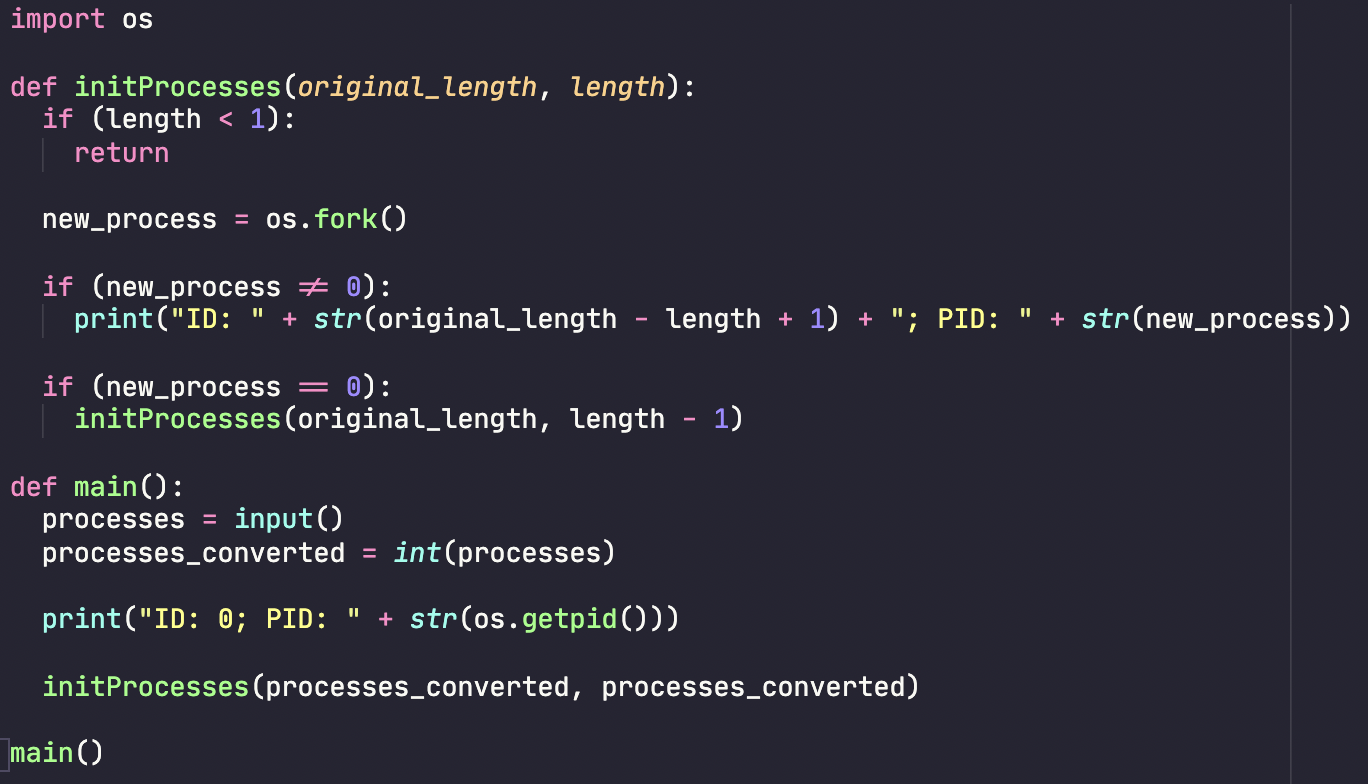 import os
def initProcesses(original_length, length):
if (length < 1):
return
new_process = os.fork()
if (new_process != 0):
print("ID: " + str(original_length - length + 1) + "; PID: " + str(new_process))
if (new_process == 0):
initProcesses(original_length, length - 1)
def main():
processes = input()
processes_converted = int(processes)
print("ID: 0; PID: " + str(os.getpid()))
initProcesses(processes_converted, processes_converted)
main()